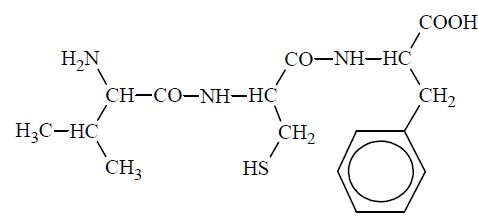 COOH
H₂N CO—NH—HC
CH—CO—NH—HC CH₂
H₃C—HC CH₂
CH₃ HS